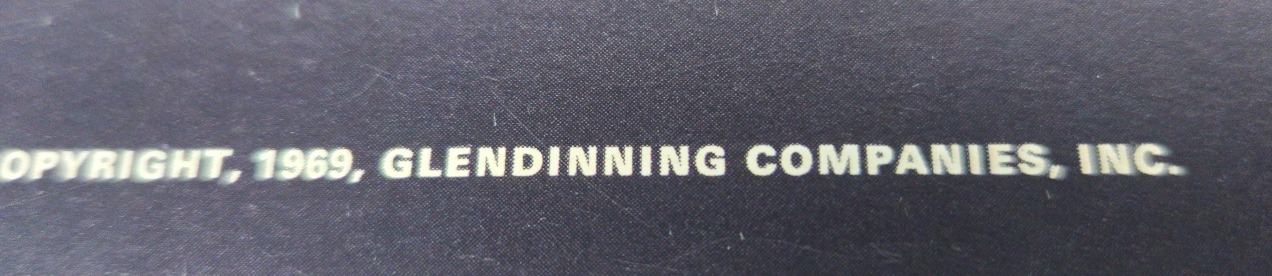 OPYRIGHT, 1969, GLENDINNING COMPANIES, INC.